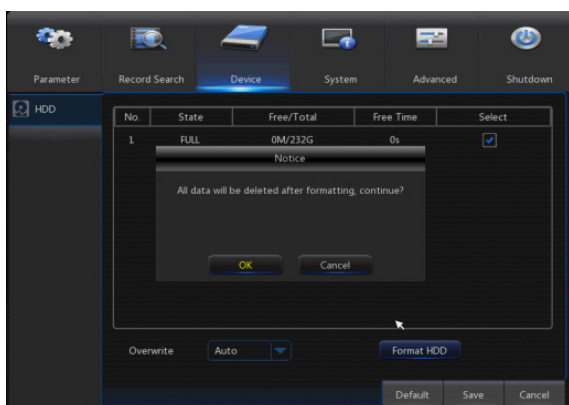 Parameter Record Search Device System Advanced Shutdown
HDD
No. State Free/Total Free Time Select
1 FULL 0M/232G 0s
Notice
All data will be deleted after formatting, continue?
OK Cancel
Overwrite Auto Format HDD
Default Save Cancel